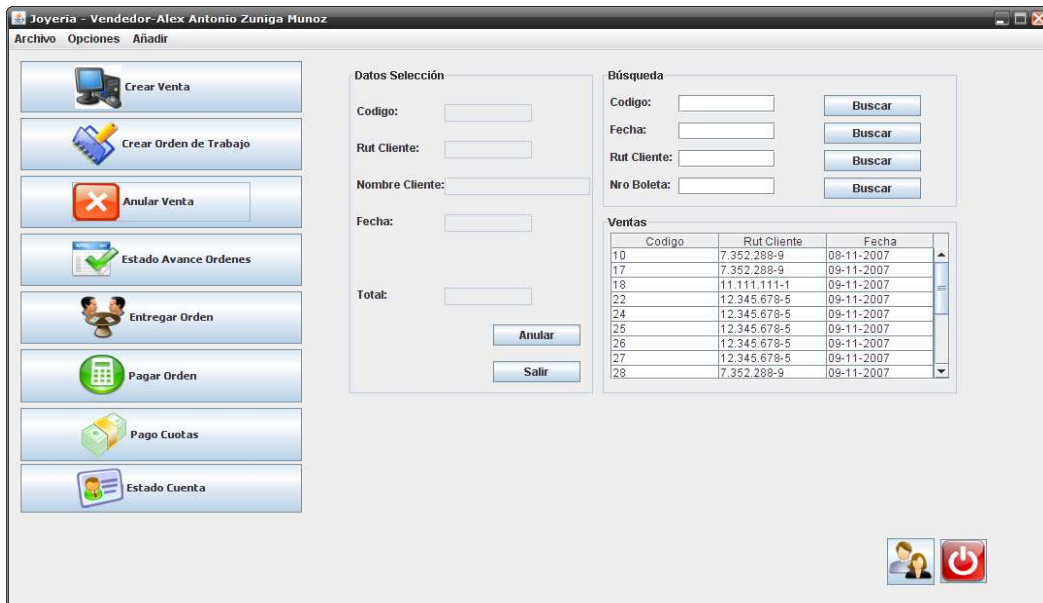 Joyeria - Vendedor-Alex Antonio Zuniga Munoz
Archivo Opciones Añadir
Crear Venta
Crear Orden de Trabajo
Anular Venta
Estado Avance Ordenes
Entregar Orden
Pagar Orden
Pago Cuotas
Estado Cuenta
Datos Selección
Codigo:
Rut Cliente:
Nombre Cliente:
Fecha:
Total:
Anular
Salir
Búsqueda
Codigo: Buscar
Fecha: Buscar
Rut Cliente: Buscar
Nro Boleta: Buscar
Ventas
Codigo Rut Cliente Fecha
10 7.352.288-9 08-11-2007
17 7.352.288-9 09-11-2007
18 11.111.111-1 09-11-2007
22 12.345.678-5 09-11-2007
24 12.345.678-5 09-11-2007
25 12.345.678-5 09-11-2007
26 12.345.678-5 09-11-2007
27 12.345.678-5 09-11-2007
28 7.352.288-9 09-11-2007